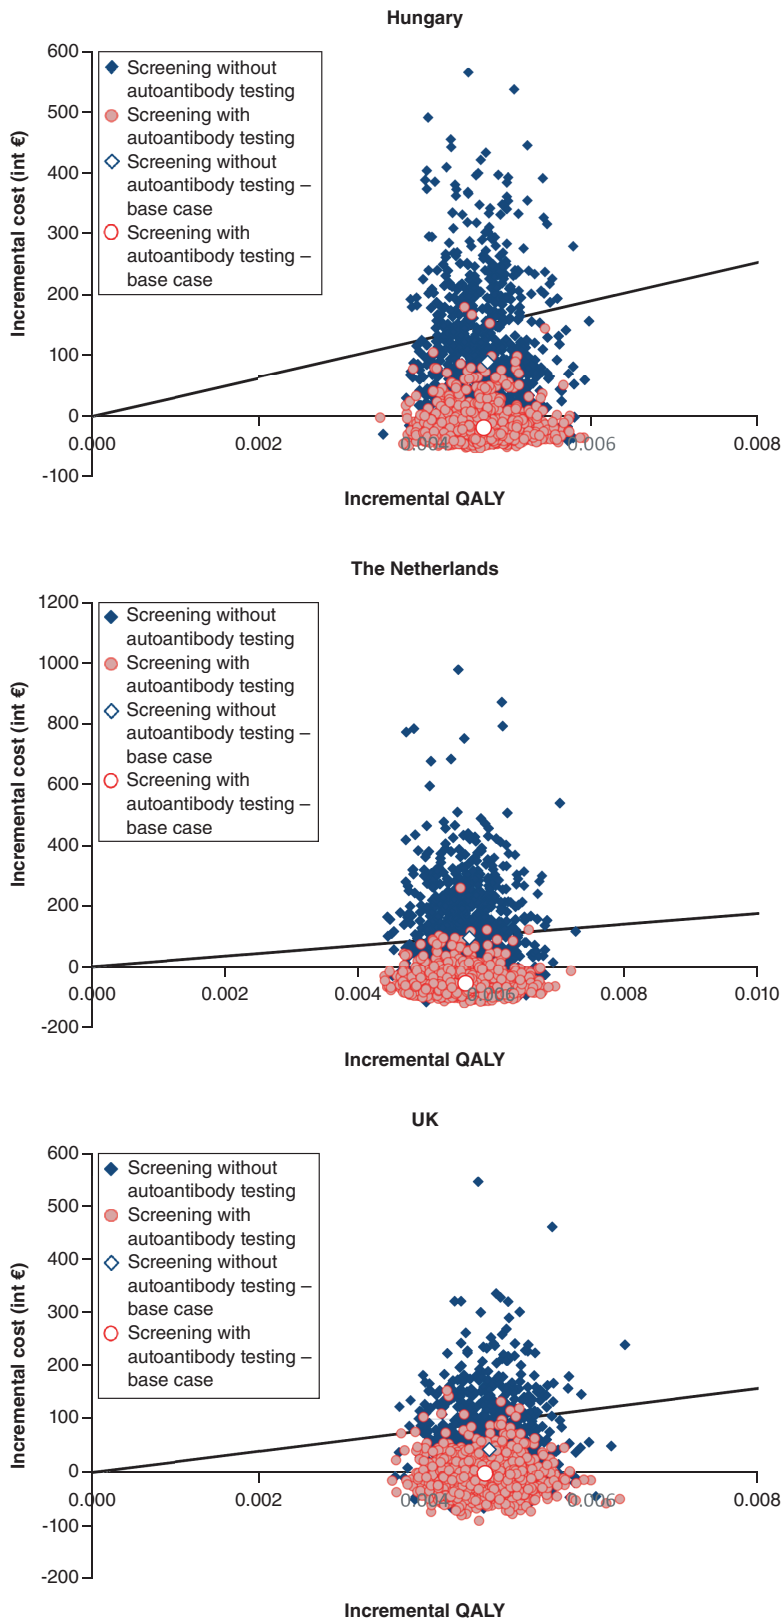 Hungary
Incremental cost (int €)
600
500
400
300
200
100
0
-100
Screening without
autoantibody testing
Screening with
autoantibody testing
Screening without
autoantibody testing –
base case
Screening with
autoantibody testing –
base case
0.000
0.002
0.004
0.006
0.008
Incremental QALY
The Netherlands
Incremental cost (int €)
1200
1000
800
600
400
200
0
-200
Screening without
autoantibody testing
Screening with
autoantibody testing
Screening without
autoantibody testing –
base case
Screening with
autoantibody testing –
base case
0.000
0.002
0.004
0.006
0.008
0.010
Incremental QALY
UK
Incremental cost (int €)
600
500
400
300
200
100
0
-100
-200
Screening without
autoantibody testing
Screening with
autoantibody testing
Screening without
autoantibody testing –
base case
Screening with
autoantibody testing –
base case
0.000
0.002
0.004
0.006
0.008
Incremental QALY